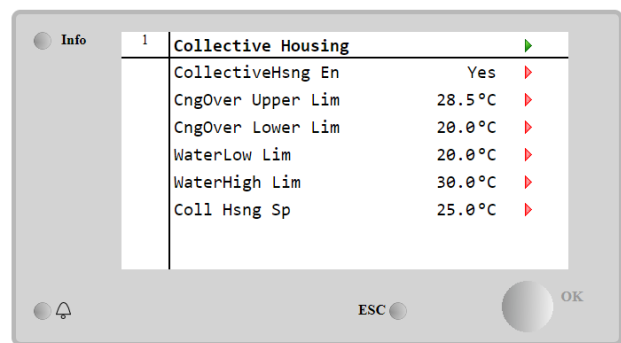 Info
1 Collective Housing
CollectiveHsng En Yes
CngOver Upper Lim 28.5°C
CngOver Lower Lim 20.0°C
WaterLow Lim 20.0°C
WaterHigh Lim 30.0°C
Coll Hsng Sp 25.0°C
ESC
OK